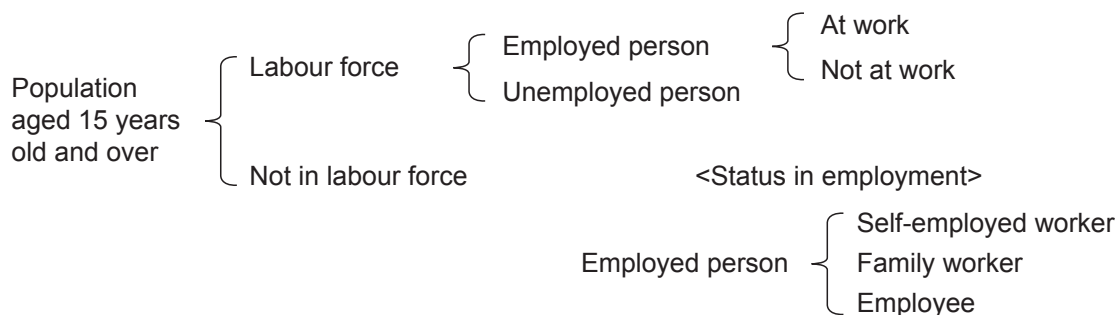 Population
aged 15 years
old and over
Labour force
Not in labour force
Employed person
Unemployed person
At work
Not at work
<Status in employment>
Employed person
Self-employed worker
Family worker
Employee